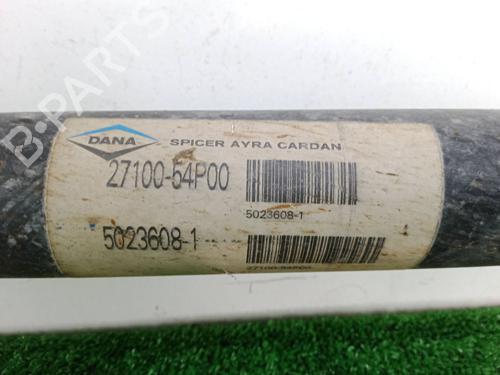 B-PARTS
DANA
SPICER AYRA CARDAN
27100-54P00
5023608-1
5023608-1
27100-54P00